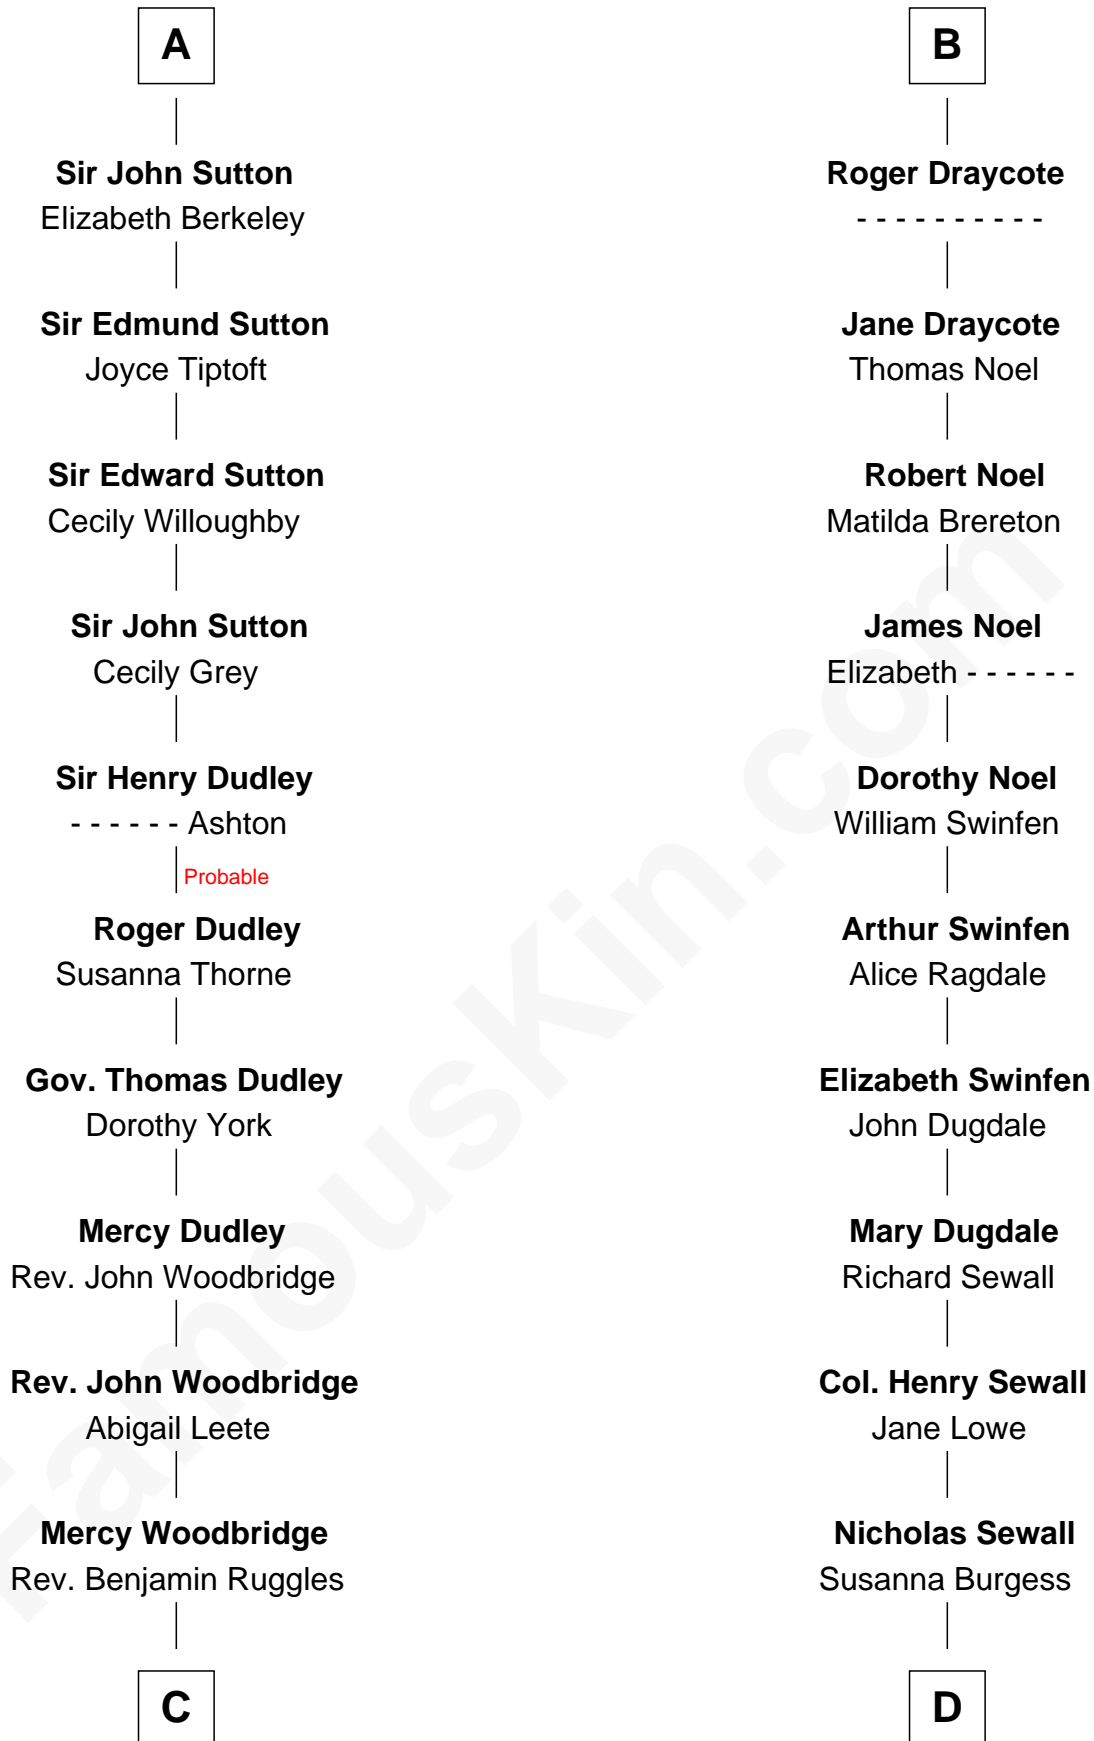 A
Sir John Sutton
Elizabeth Berkeley
Sir Edmund Sutton
Joyce Tiptoft
Sir Edward Sutton
Cecily Willoughby
Sir John Sutton
Cecily Grey
Sir Henry Dudley
- - - - - - Ashton
Probable
Roger Dudley
Susanna Thorne
Gov. Thomas Dudley
Dorothy York
Mercy Dudley
Rev. John Woodbridge
Rev. John Woodbridge
Abigail Leete
Mercy Woodbridge
Rev. Benjamin Ruggles
C
B
Roger Draycote
- - - - - - - - - -
Jane Draycote
Thomas Noel
Robert Noel
Matilda Brereton
James Noel
Elizabeth - - - - - -
Dorothy Noel
William Swinfen
Arthur Swinfen
Alice Ragdale
Elizabeth Swinfen
John Dugdale
Mary Dugdale
Richard Sewall
Col. Henry Sewall
Jane Lowe
Nicholas Sewall
Susanna Burgess
D
FamousKin.com